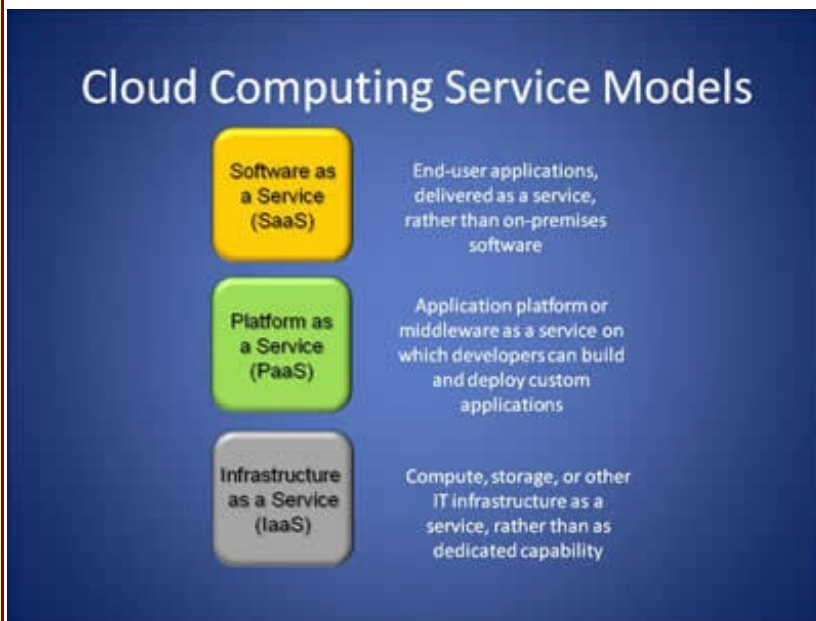 Cloud Computing Service Models
Software as
a Service
(SaaS)
End-user applications,
delivered as a service,
rather than on-premises
software
Platform as
a Service
(PaaS)
Application platform or
middleware as a service on
which developers can build
and deploy custom
applications
Infrastructure
as a Service
(IaaS)
Compute, storage, or other
IT infrastructure as a
service, rather than as
dedicated capability